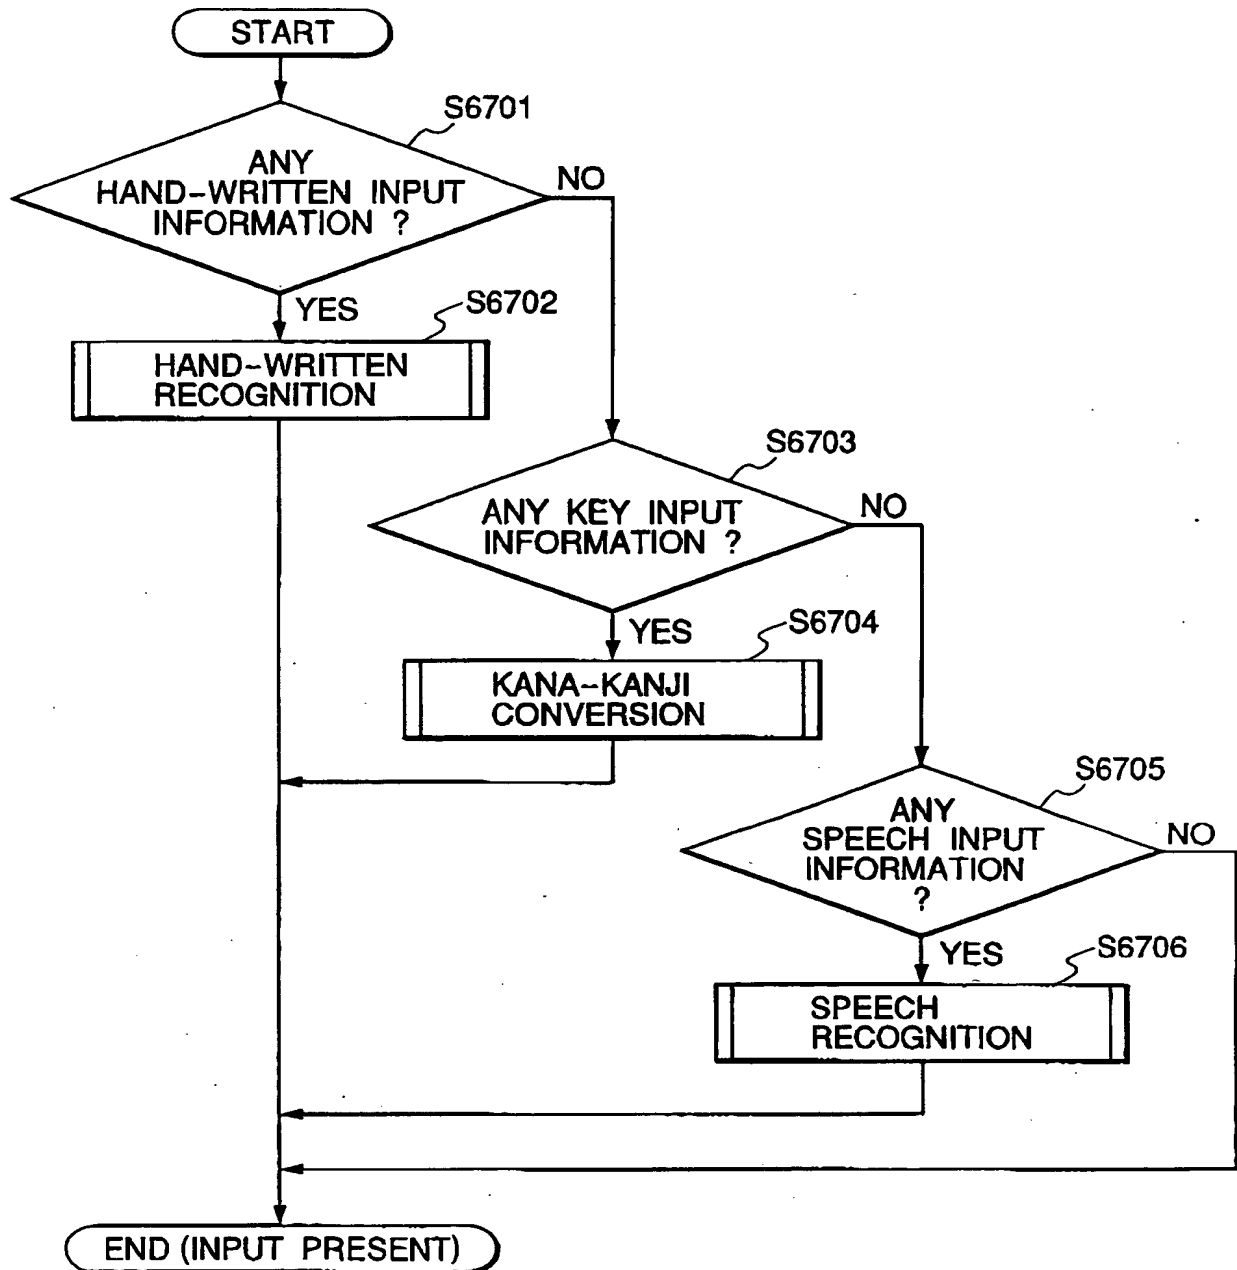 START
S6701
ANY
HAND-WRITTEN INPUT
INFORMATION ?
NO
YES
S6702
HAND-WRITTEN
RECOGNITION
S6703
ANY KEY INPUT
INFORMATION ?
NO
YES
S6704
KANA-KANJI
CONVERSION
S6705
ANY
SPEECH INPUT
INFORMATION
?
NO
YES
S6706
SPEECH
RECOGNITION
END (INPUT PRESENT)